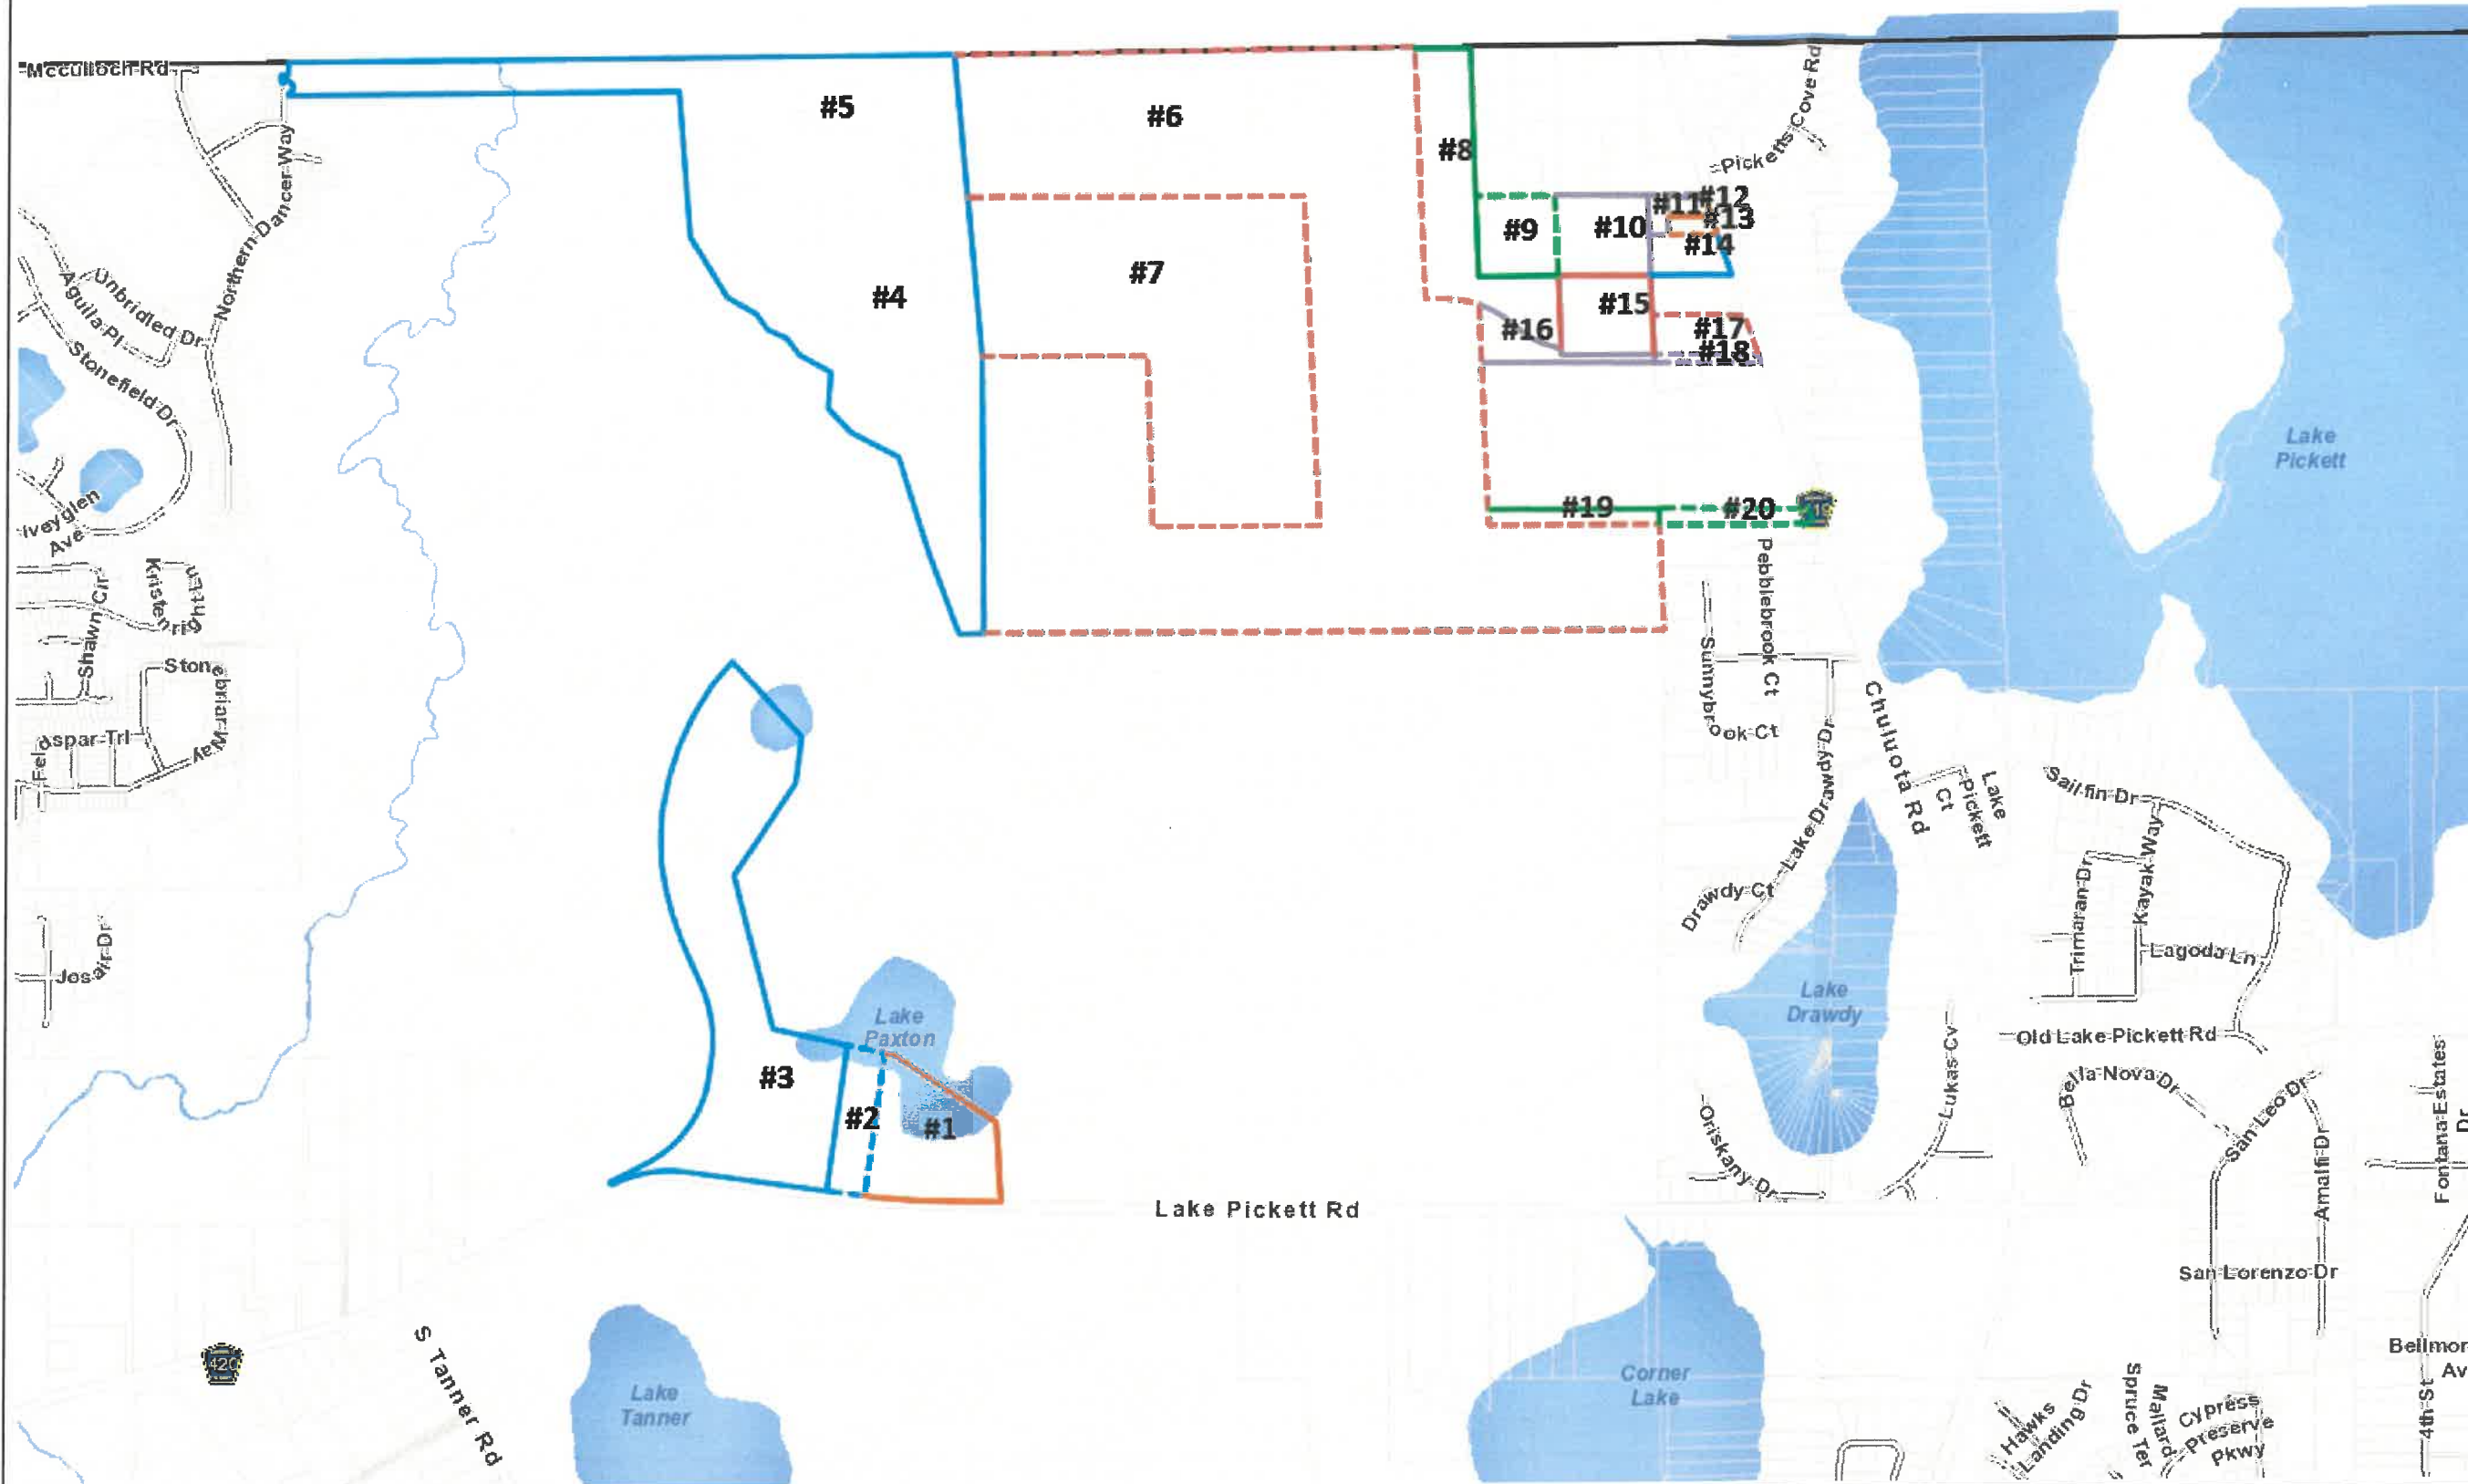 Mcculloch Rd
#5
#6
#8
Picketts Cove Rd
Northern Dancer Way
#9
#10
#11
#12
#13
#14
#7
#4
Unbridled Dr
Aguila Pl
Stonefield Dr
#15
#16
#17
#18
Lake
Pickett
#19
#20
Ave
Kristen
Shawn Cir
Stonebriar Way
Pebblebrook Ct
Sunnybrook Ct
Chuluota Rd
Lake Drawdy Dr
Drawdy Ct
Lake
Pickett
Ct
Sailfin Dr
Kayak Way
Trimaran Dr
Lagoda Ln
Josair Dr
Lake
Paxton
Lake
Drawdy
Old Lake Pickett Rd
#3
#2
#1
Lukas Cv
Bella Nova Dr
San Leo Dr
Amalfi Dr
Fontana Estates
Dr
Oriskany Dr
Lake Pickett Rd
San Lorenzo Dr
420
S Tanner Rd
Lake
Tanner
Corner
Lake
4th St
Hawks
Landing Dr
Spruce Ter
Mallard
Cypress
Preserve
Pkwy